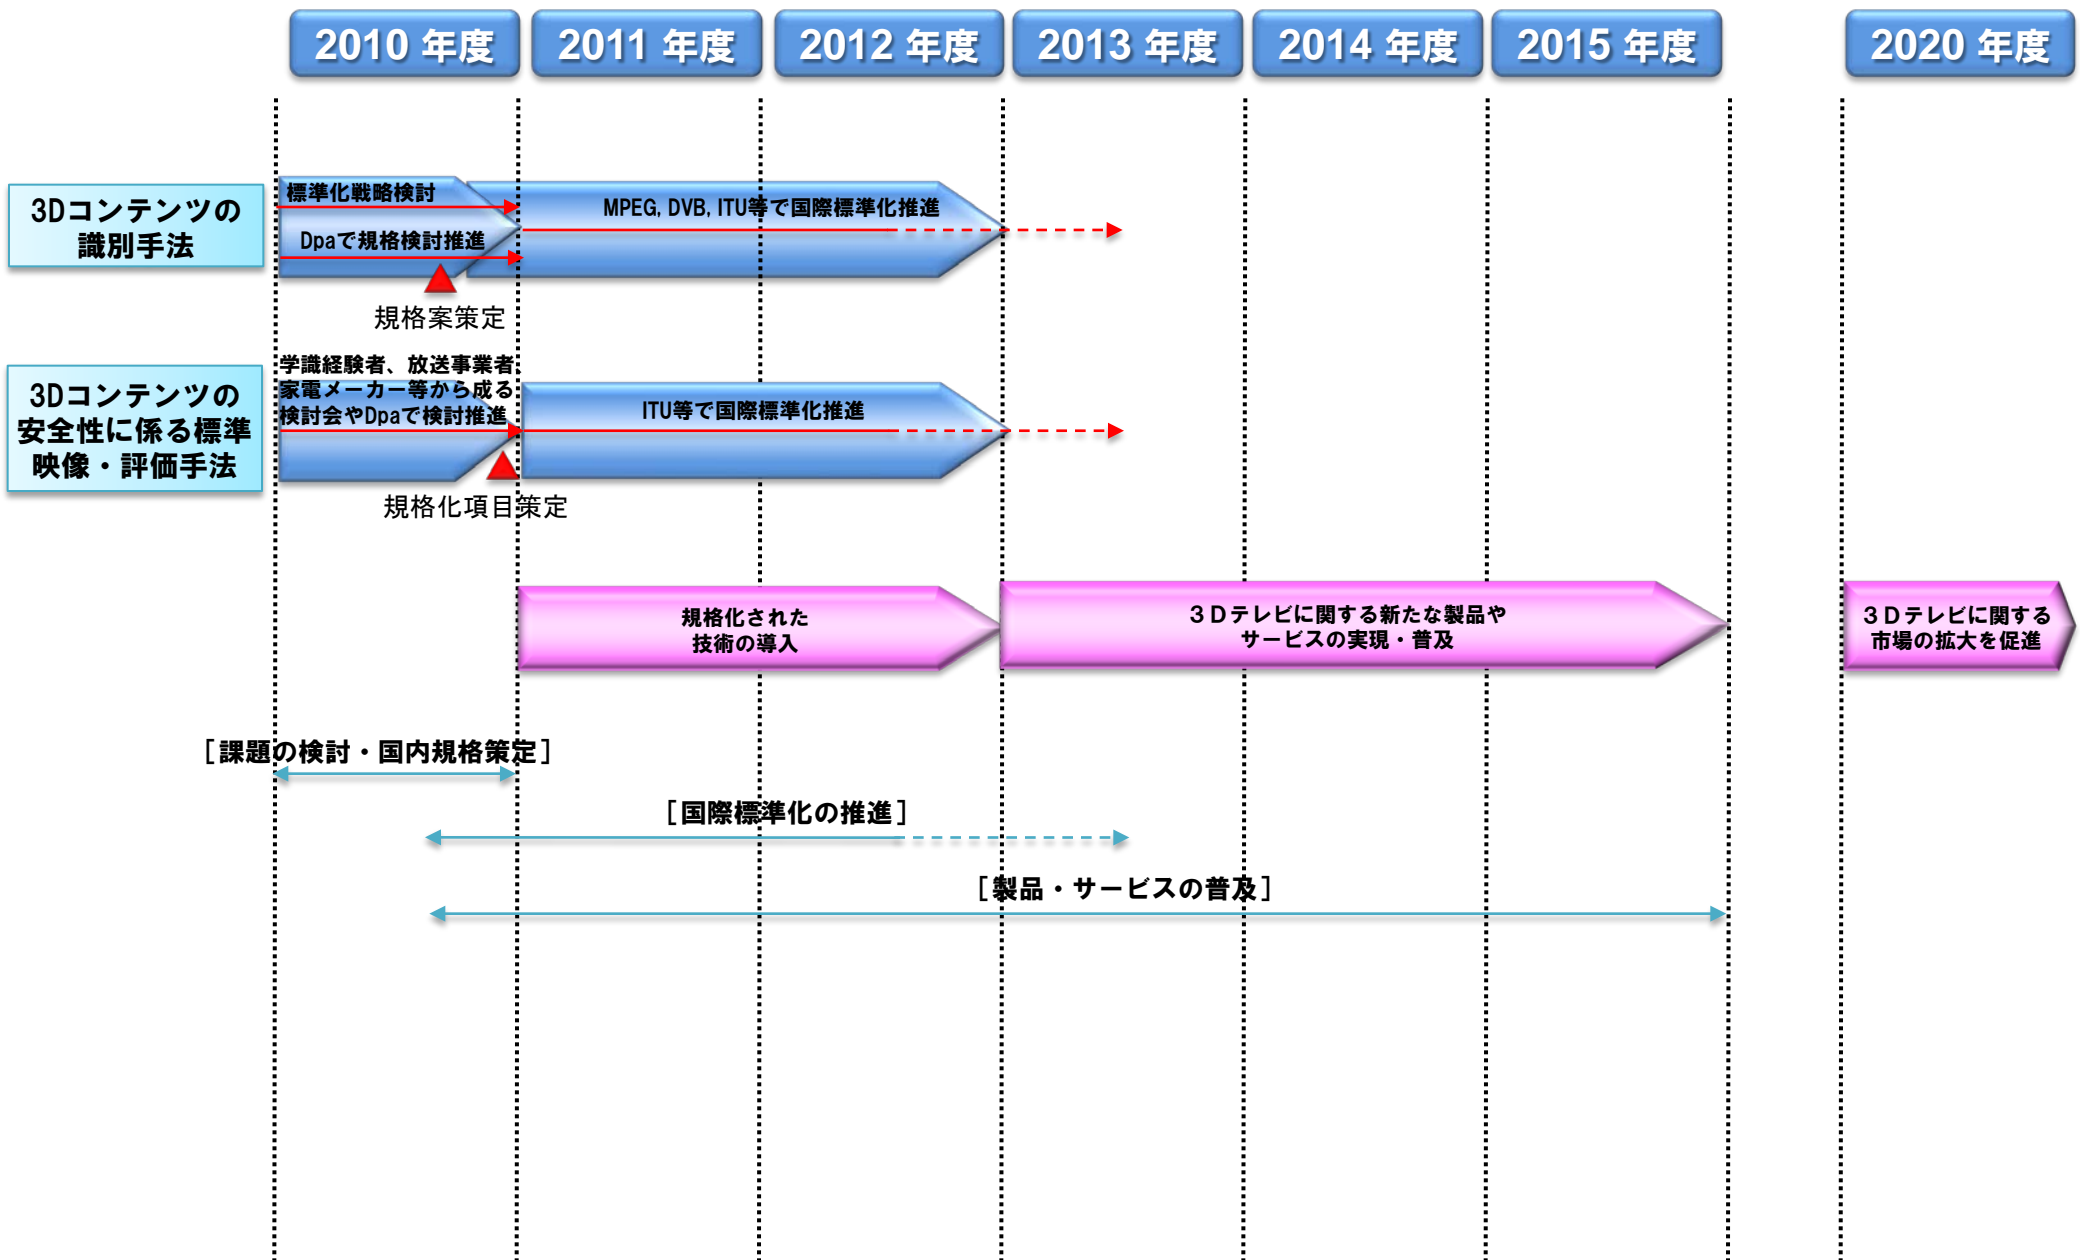 2010 年度
2011 年度
2012 年度
2013 年度
2014 年度
2015 年度
2020 年度
3Dコンテンツの
識別手法
標準化戦略検討
Dpaで規格検討推進
MPEG, DVB, ITU等で国際標準化推進
規格案策定
3Dコンテンツの
安全性に係る標準
映像・評価手法
学識経験者、放送事業者、
家電メーカー等から成る
検討会やDpaで検討推進
ITU等で国際標準化推進
規格化項目策定
規格化された
技術の導入
３Ｄテレビに関する新たな製品や
サービスの実現・普及
３Ｄテレビに関する
市場の拡大を促進
［課題の検討・国内規格策定］
［国際標準化の推進］
［製品・サービスの普及］